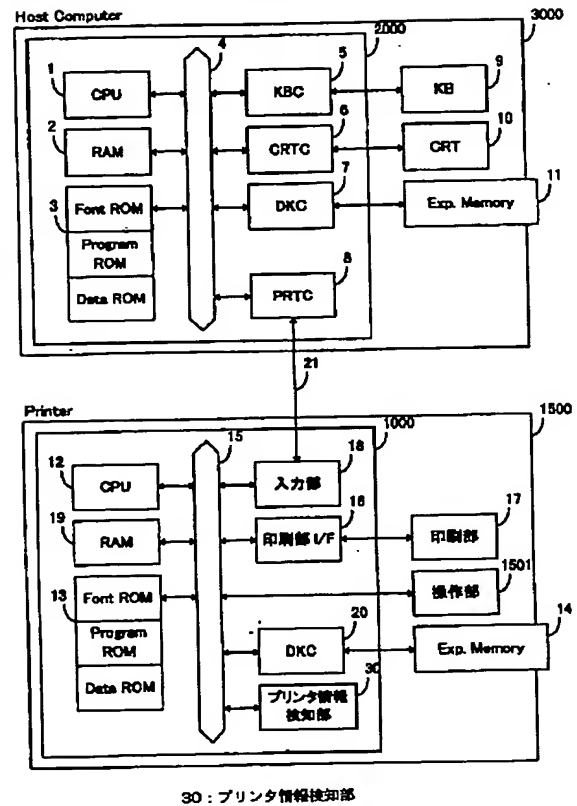 Host Computer
2000
3000
4
1
CPU
5
KBC
9
KB
2
RAM
6
CRTC
10
CRT
3
Font ROM
Program
ROM
Data ROM
7
DKC
11
Exp. Memory
8
PRTC
21
Printer
1000
1500
15
12
CPU
18
入力部
19
RAM
16
印刷部 I/F
17
印刷部
13
Font ROM
Program
ROM
Data ROM
1501
操作部
20
DKC
14
Exp. Memory
30
プリンタ情報
検知部
30：プリンタ情報検知部